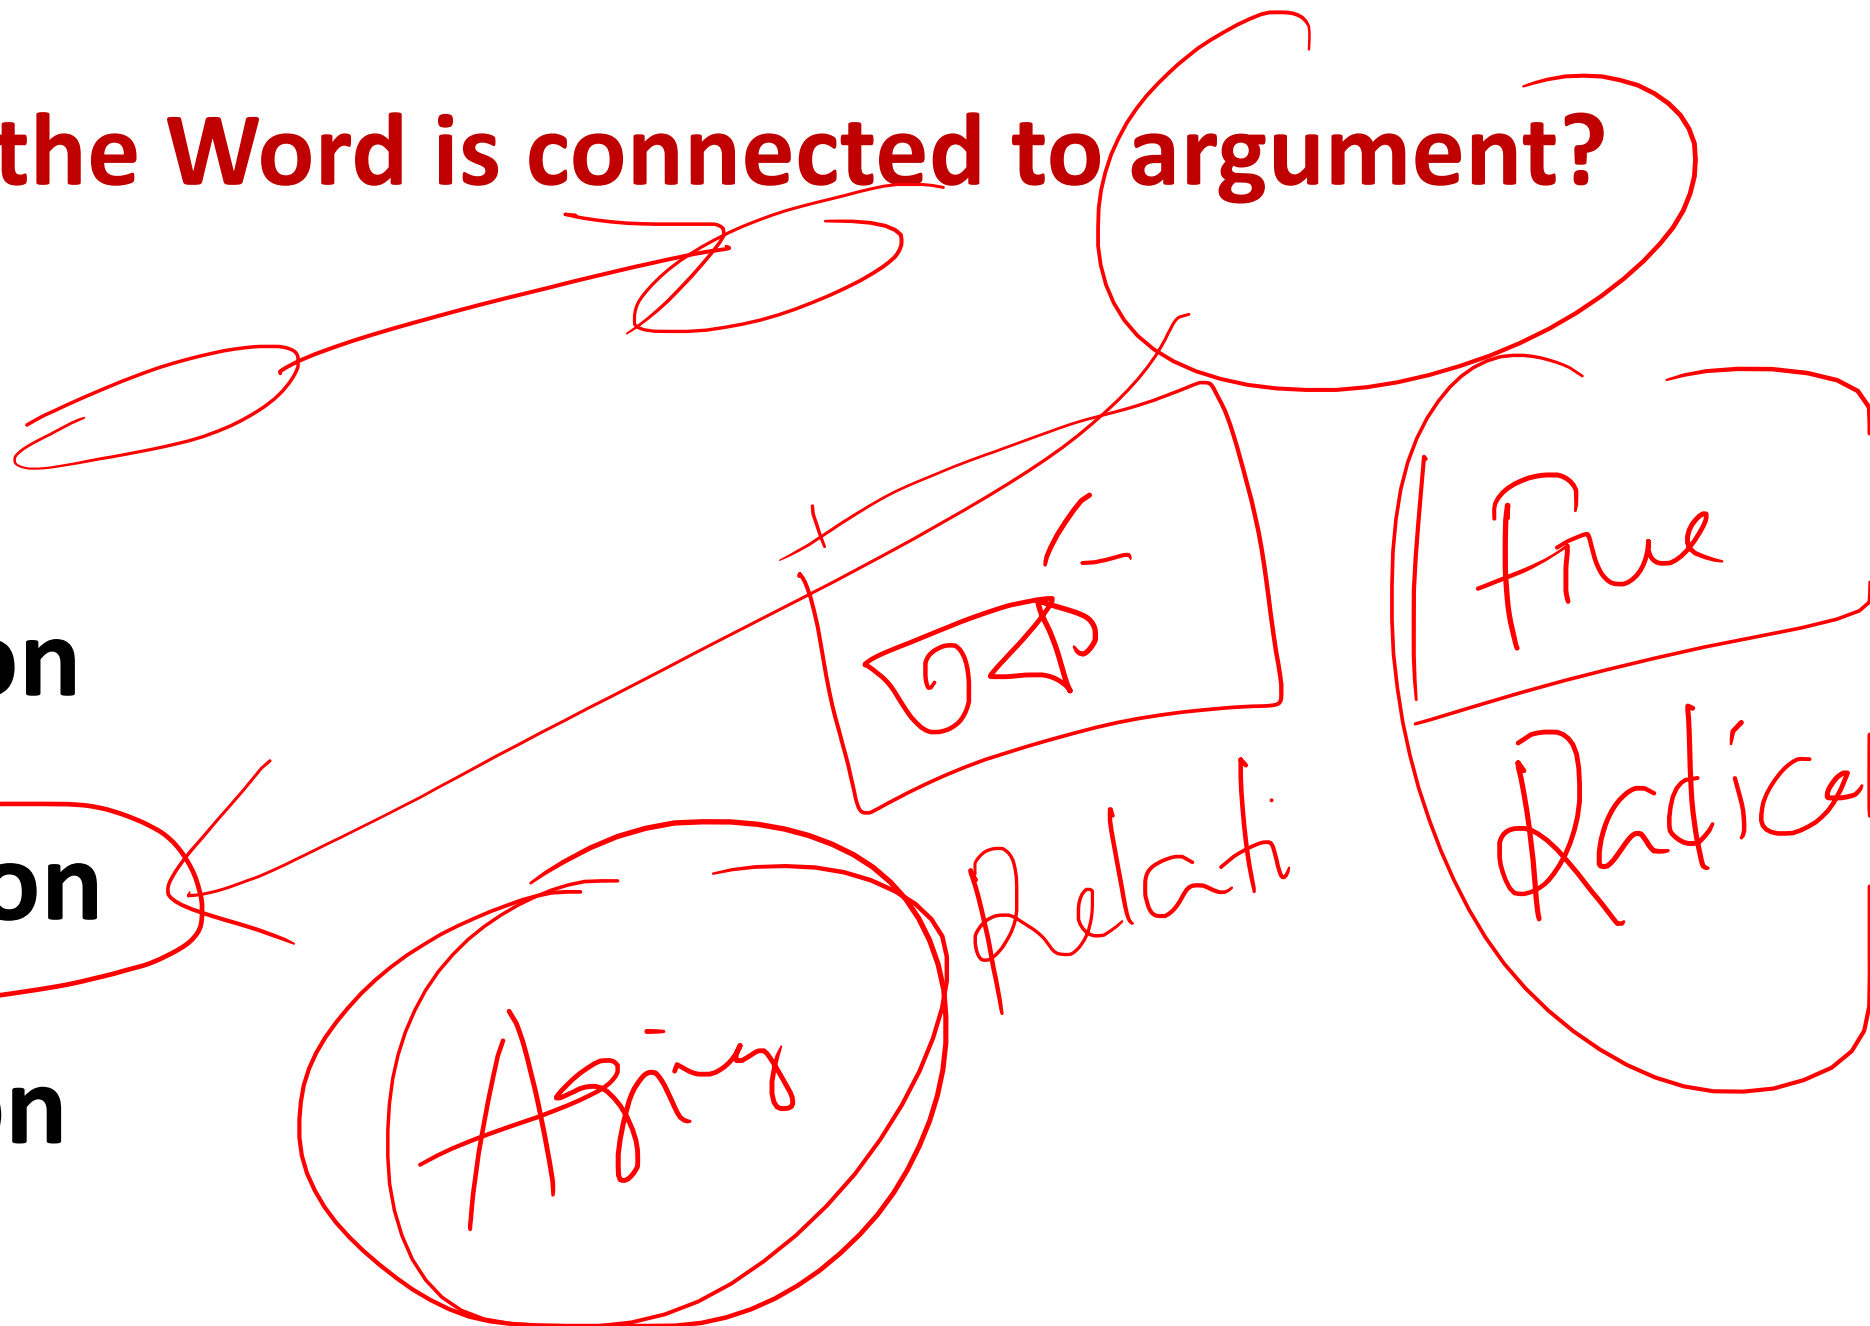 the Word is connected to argument?
Free
on
Radical
on
Relati
Aging
on